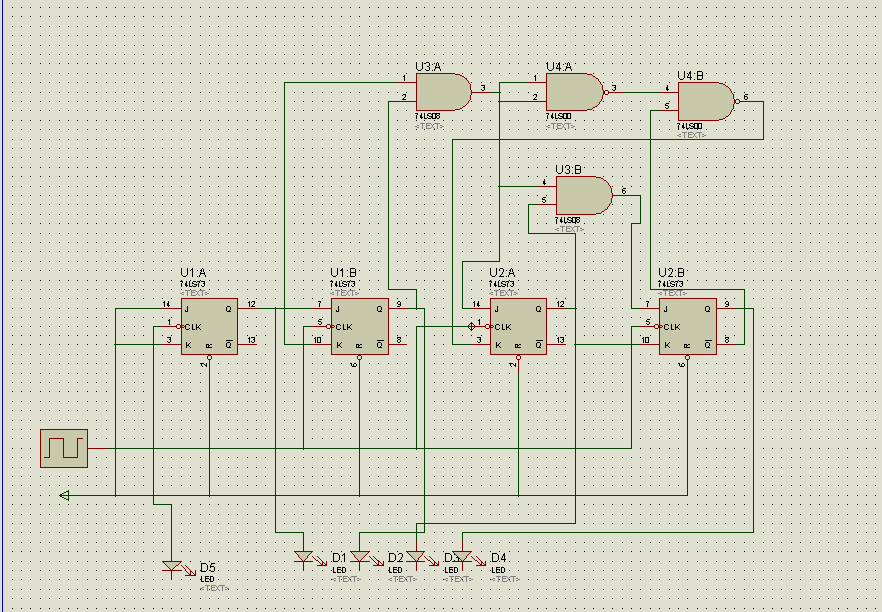 U3:A
1
2
3
74LS08
<TEXT>
U4:A
1
2
3
74LS00
<TEXT>
U4:B
4
5
6
74LS00
<TEXT>
U3:B
4
5
6
74LS08
<TEXT>
U1:A
74LS73
<TEXT>
14 J Q 12
1 CLK
3 K R Q 13
2
U1:B
74LS73
<TEXT>
7 J Q 9
5 CLK
10 K R Q 8
6
U2:A
74LS73
<TEXT>
14 J Q 12
1 CLK
3 K R Q 13
2
U2:B
74LS73
<TEXT>
7 J Q 9
5 CLK
10 K R Q 8
6
D5
LED
<TEXT>
D1
LED
<TEXT>
D2
LED
<TEXT>
D3
LED
<TEXT>
D4
LED
<TEXT>